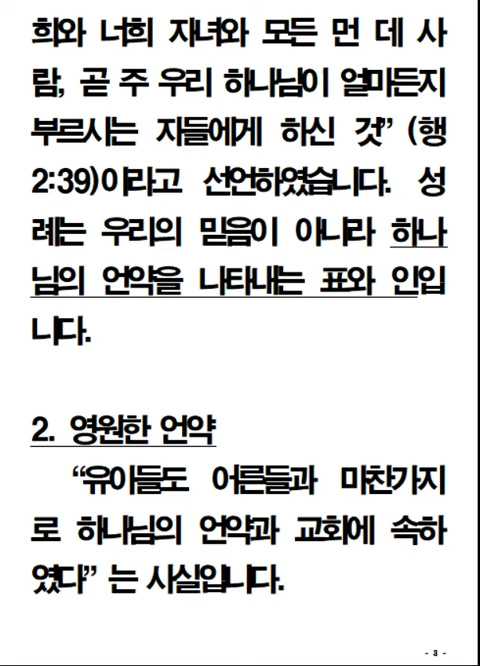 희와 너희 자녀와 모든 먼 데 사
람, 곧 주 우리 하나님이 얼마든지
부르시는 자들에게 하신 것” (행
2:39)이라고 선언하였습니다. 성
례는 우리의 믿음이 아니라 하나
님의 언약을 나타내는 표와 인입
니다.
2. 영원한 언약
“유아들도 어른들과 마찬가지
로 하나님의 언약과 교회에 속하
였다” 는 사실입니다.
- 3 -